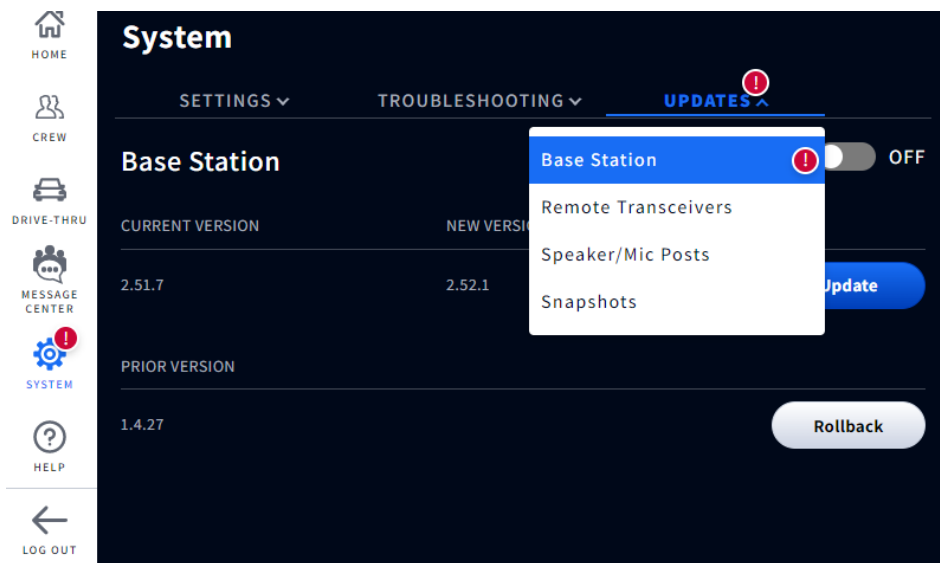 HOME
CREW
DRIVE-THRU
MESSAGE
CENTER
!
SYSTEM
?
HELP
LOG OUT
System
SETTINGS
TROUBLESHOOTING
UPDATES
!
Base Station
OFF
Base Station
!
Remote Transceivers
Speaker/Mic Posts
Snapshots
CURRENT VERSION
NEW VERSI
2.51.7
2.52.1
Update
PRIOR VERSION
1.4.27
Rollback